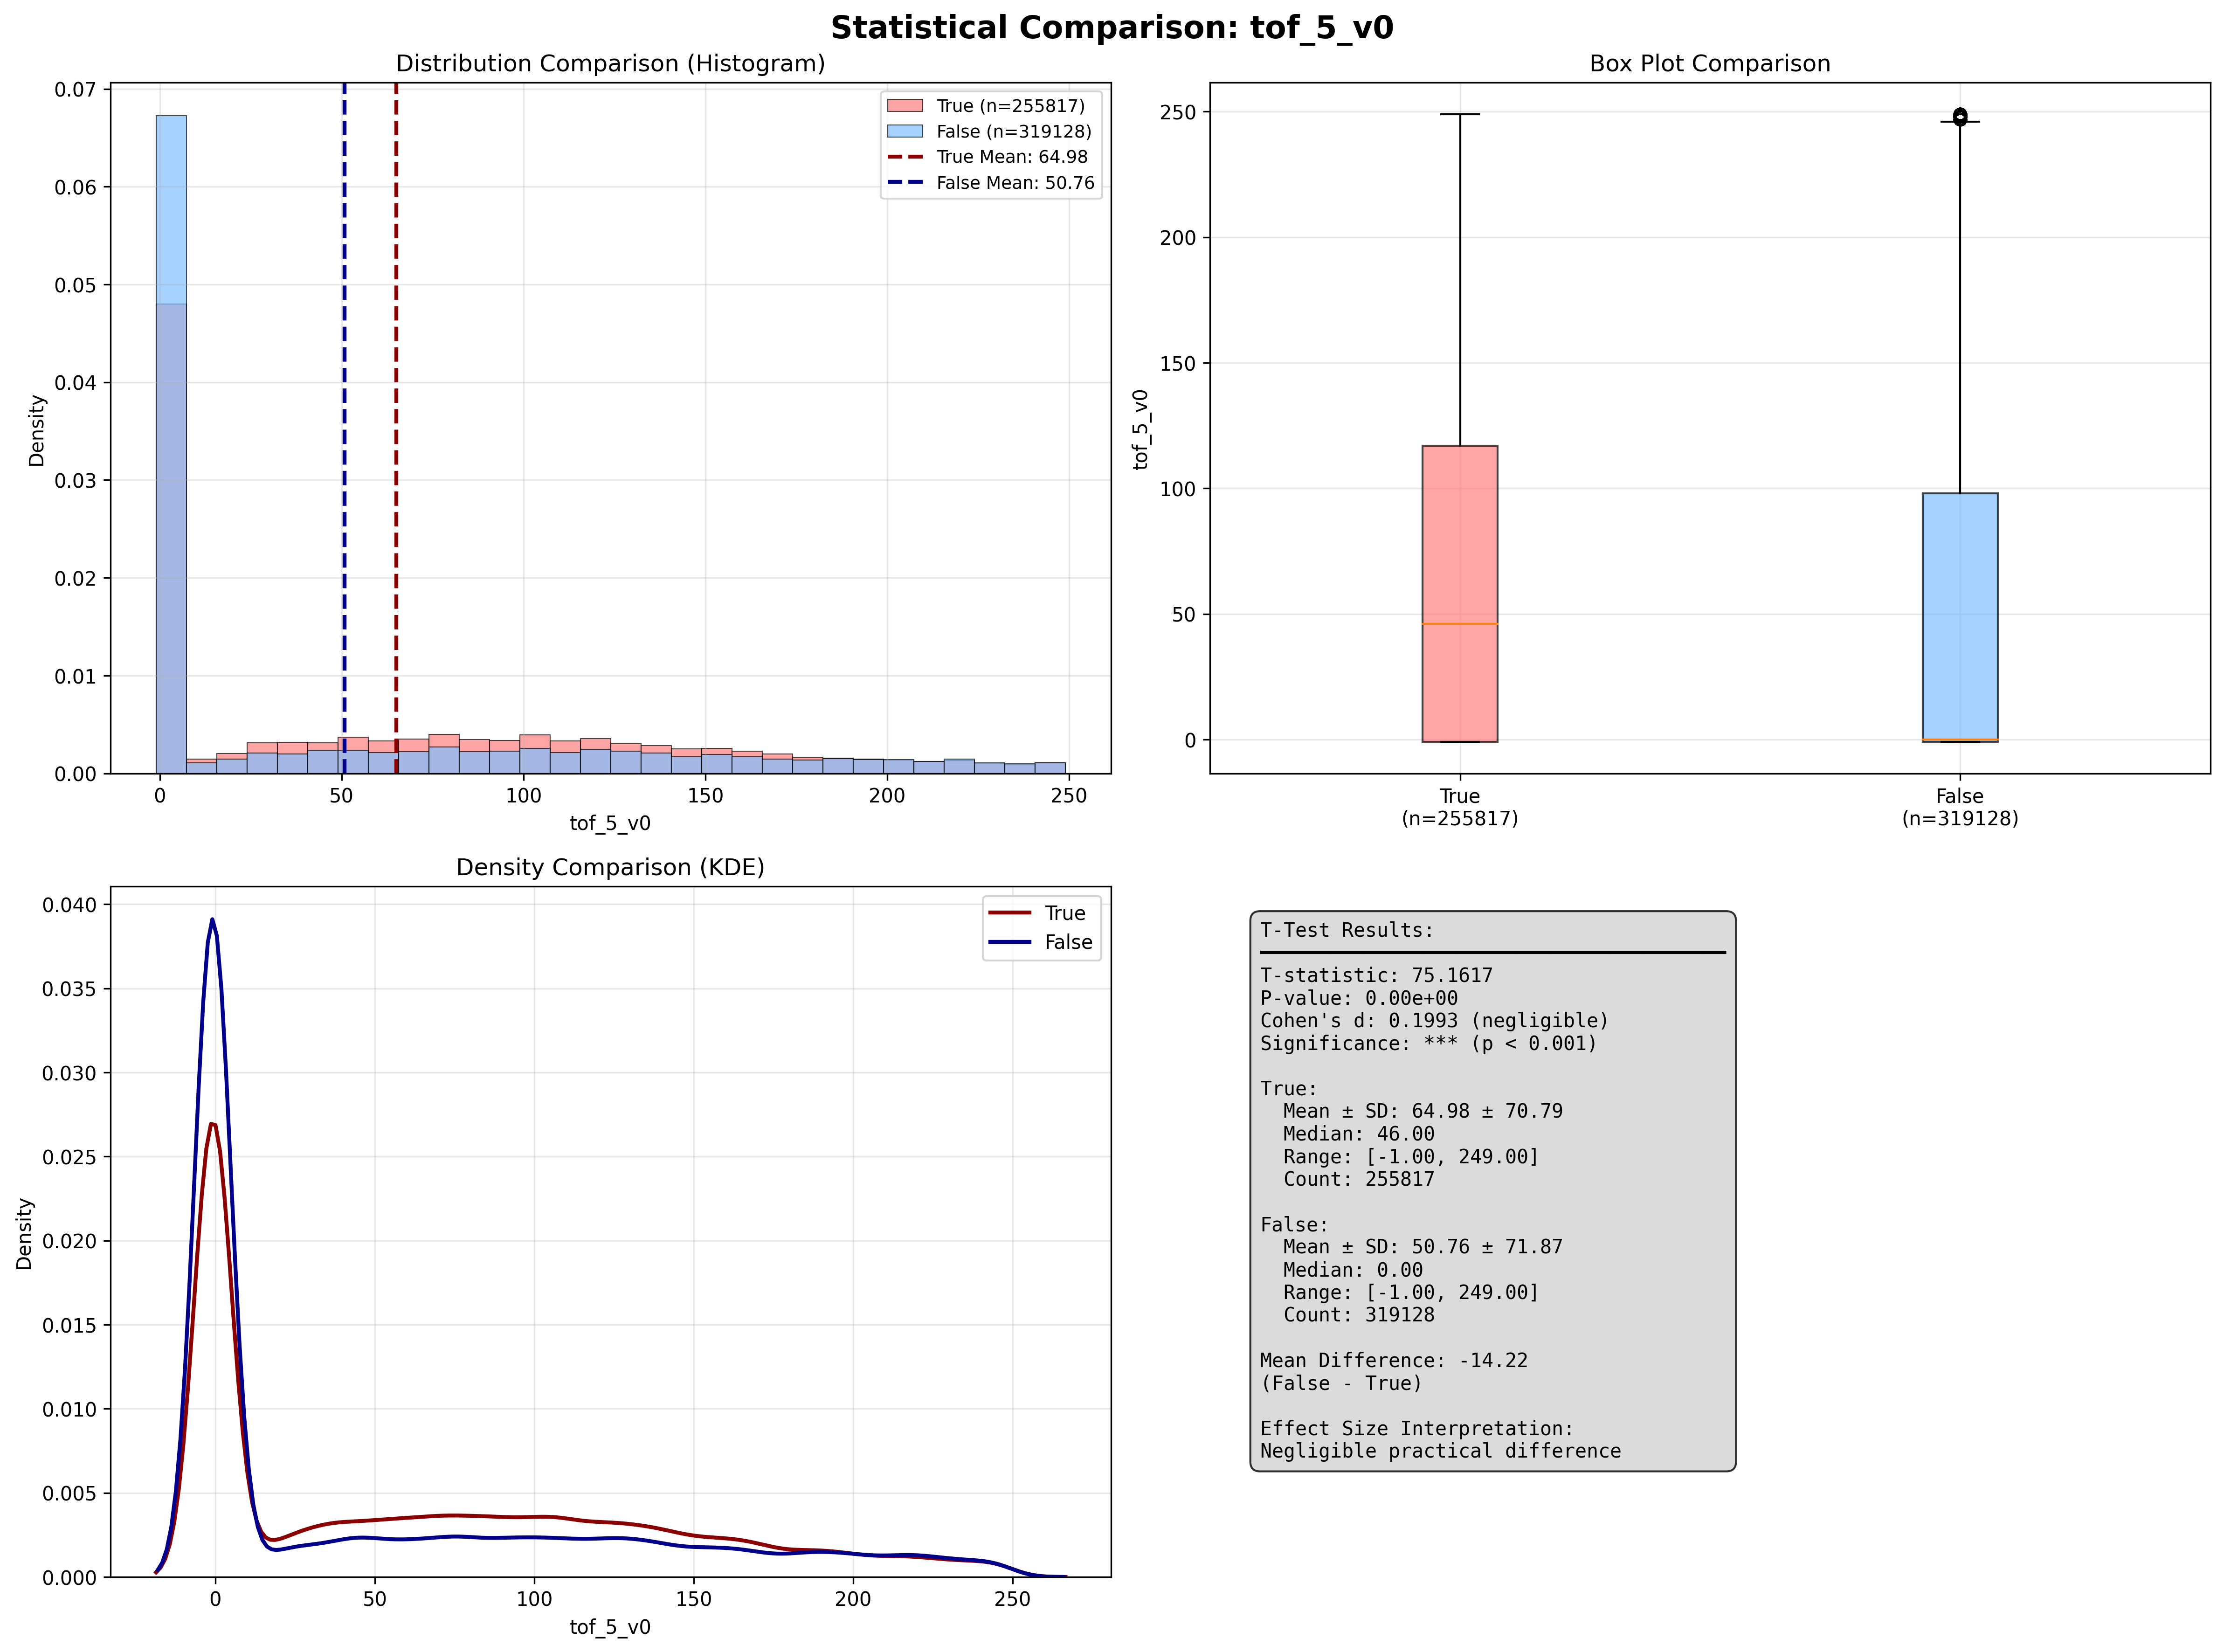 Statistical Comparison: tof_5_v0
Distribution Comparison (Histogram)
0.07
0.06
0.05
0.04
0.03
0.02
0.01
0.00
Density
0
50
100
150
200
250
tof_5_v0
True (n=255817)
False (n=319128)
True Mean: 64.98
False Mean: 50.76
Box Plot Comparison
250
200
150
100
50
0
tof_5_v0
True
(n=255817)
False
(n=319128)
Density Comparison (KDE)
0.040
0.035
0.030
0.025
0.020
0.015
0.010
0.005
0.000
Density
0
50
100
150
200
250
tof_5_v0
True
False
T-Test Results:
T-statistic: 75.1617
P-value: 0.00e+00
Cohen's d: 0.1993 (negligible)
Significance: *** (p < 0.001)
True:
Mean ± SD: 64.98 ± 70.79
Median: 46.00
Range: [-1.00, 249.00]
Count: 255817
False:
Mean ± SD: 50.76 ± 71.87
Median: 0.00
Range: [-1.00, 249.00]
Count: 319128
Mean Difference: -14.22
(False - True)
Effect Size Interpretation:
Negligible practical difference